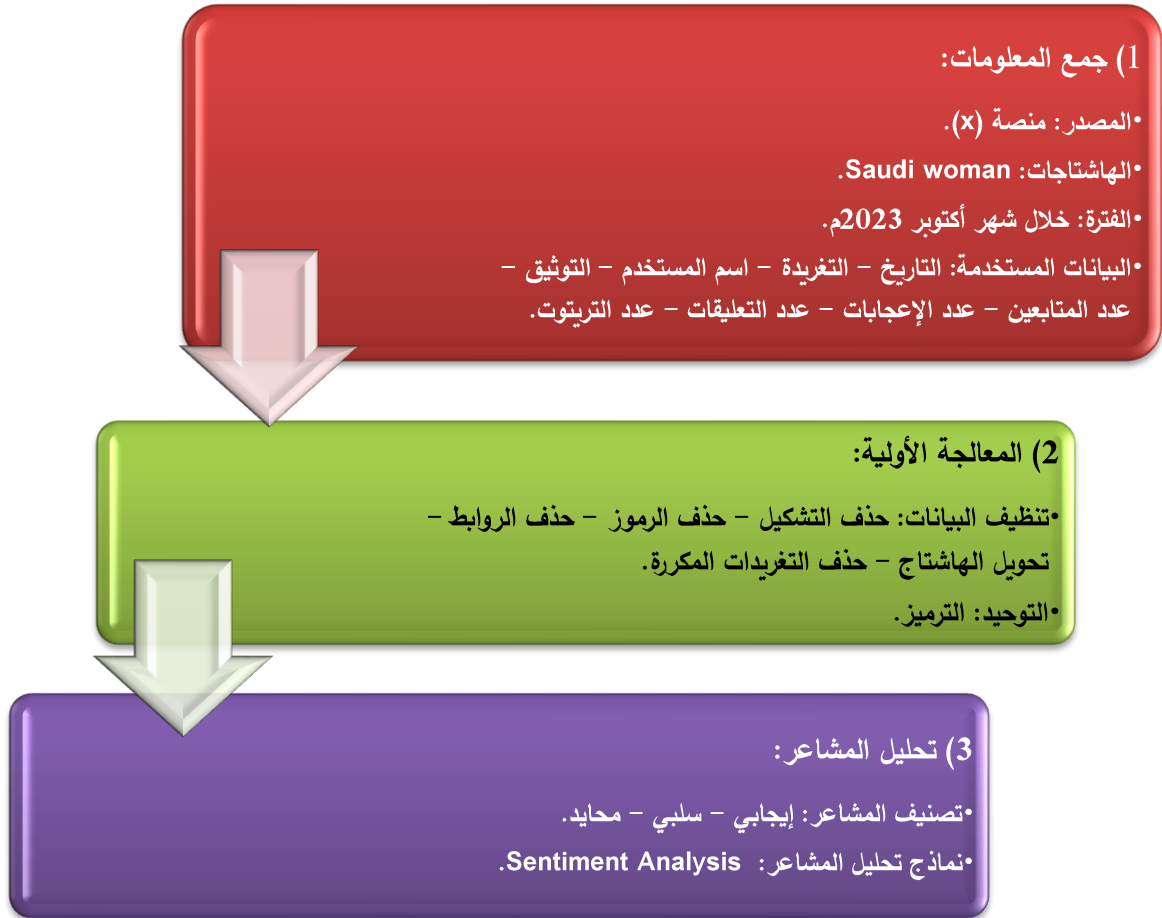 1) جمع المعلومات:
•المصدر: منصة (x).
•الهاشتاجات: Saudi woman.
•الفترة: خلال شهر أكتوبر 2023م.
•البيانات المستخدمة: التاريخ – التغريدة – اسم المستخدم – التوثيق –
عدد المتابعين – عدد الإعجابات – عدد التعليقات – عدد التريتوت.
2) المعالجة الأولية:
•تنظيف البيانات: حذف التشكيل – حذف الرموز – حذف الروابط –
تحويل الهاشتاج – حذف التغريدات المكررة.
•التوحيد: الترميز.
3) تحليل المشاعر:
•تصنيف المشاعر: إيجابي – سلبي – محايد.
•نماذج تحليل المشاعر: Sentiment Analysis.